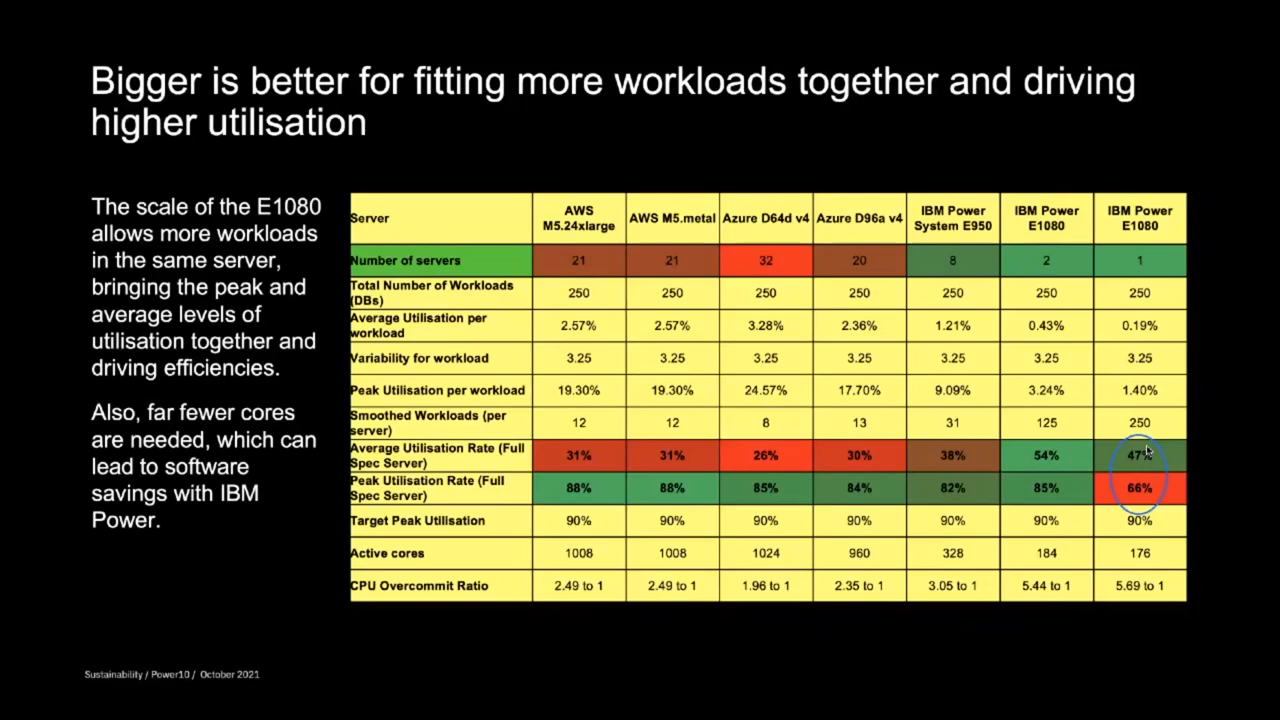 Bigger is better for fitting more workloads together and driving
higher utilisation
The scale of the E1080
allows more workloads
in the same server,
bringing the peak and
average levels of
utilisation together and
driving efficiencies.
Also, far fewer cores
are needed, which can
lead to software
savings with IBM
Power.
Server AWS M5.24xlarge AWS M5.metal Azure D64d v4 Azure D96a v4 IBM Power System E950 IBM Power E1080 IBM Power E1080
Number of servers 21 21 32 20 8 2 1
Total Number of Workloads (DBs) 250 250 250 250 250 250 250
Average Utilisation per workload 2.57% 2.57% 3.28% 2.36% 1.21% 0.43% 0.19%
Variability for workload 3.25 3.25 3.25 3.25 3.25 3.25 3.25
Peak Utilisation per workload 19.30% 19.30% 24.57% 17.70% 9.09% 3.24% 1.40%
Smoothed Workloads (per server) 12 12 8 13 31 125 250
Average Utilisation Rate (Full Spec Server) 31% 31% 26% 30% 38% 54% 47%
Peak Utilisation Rate (Full Spec Server) 88% 88% 85% 84% 82% 85% 66%
Target Peak Utilisation 90% 90% 90% 90% 90% 90% 90%
Active cores 1008 1008 1024 960 328 184 176
CPU Overcommit Ratio 2.49 to 1 2.49 to 1 1.96 to 1 2.35 to 1 3.05 to 1 5.44 to 1 5.69 to 1
Sustainability / Power10 / October 2021